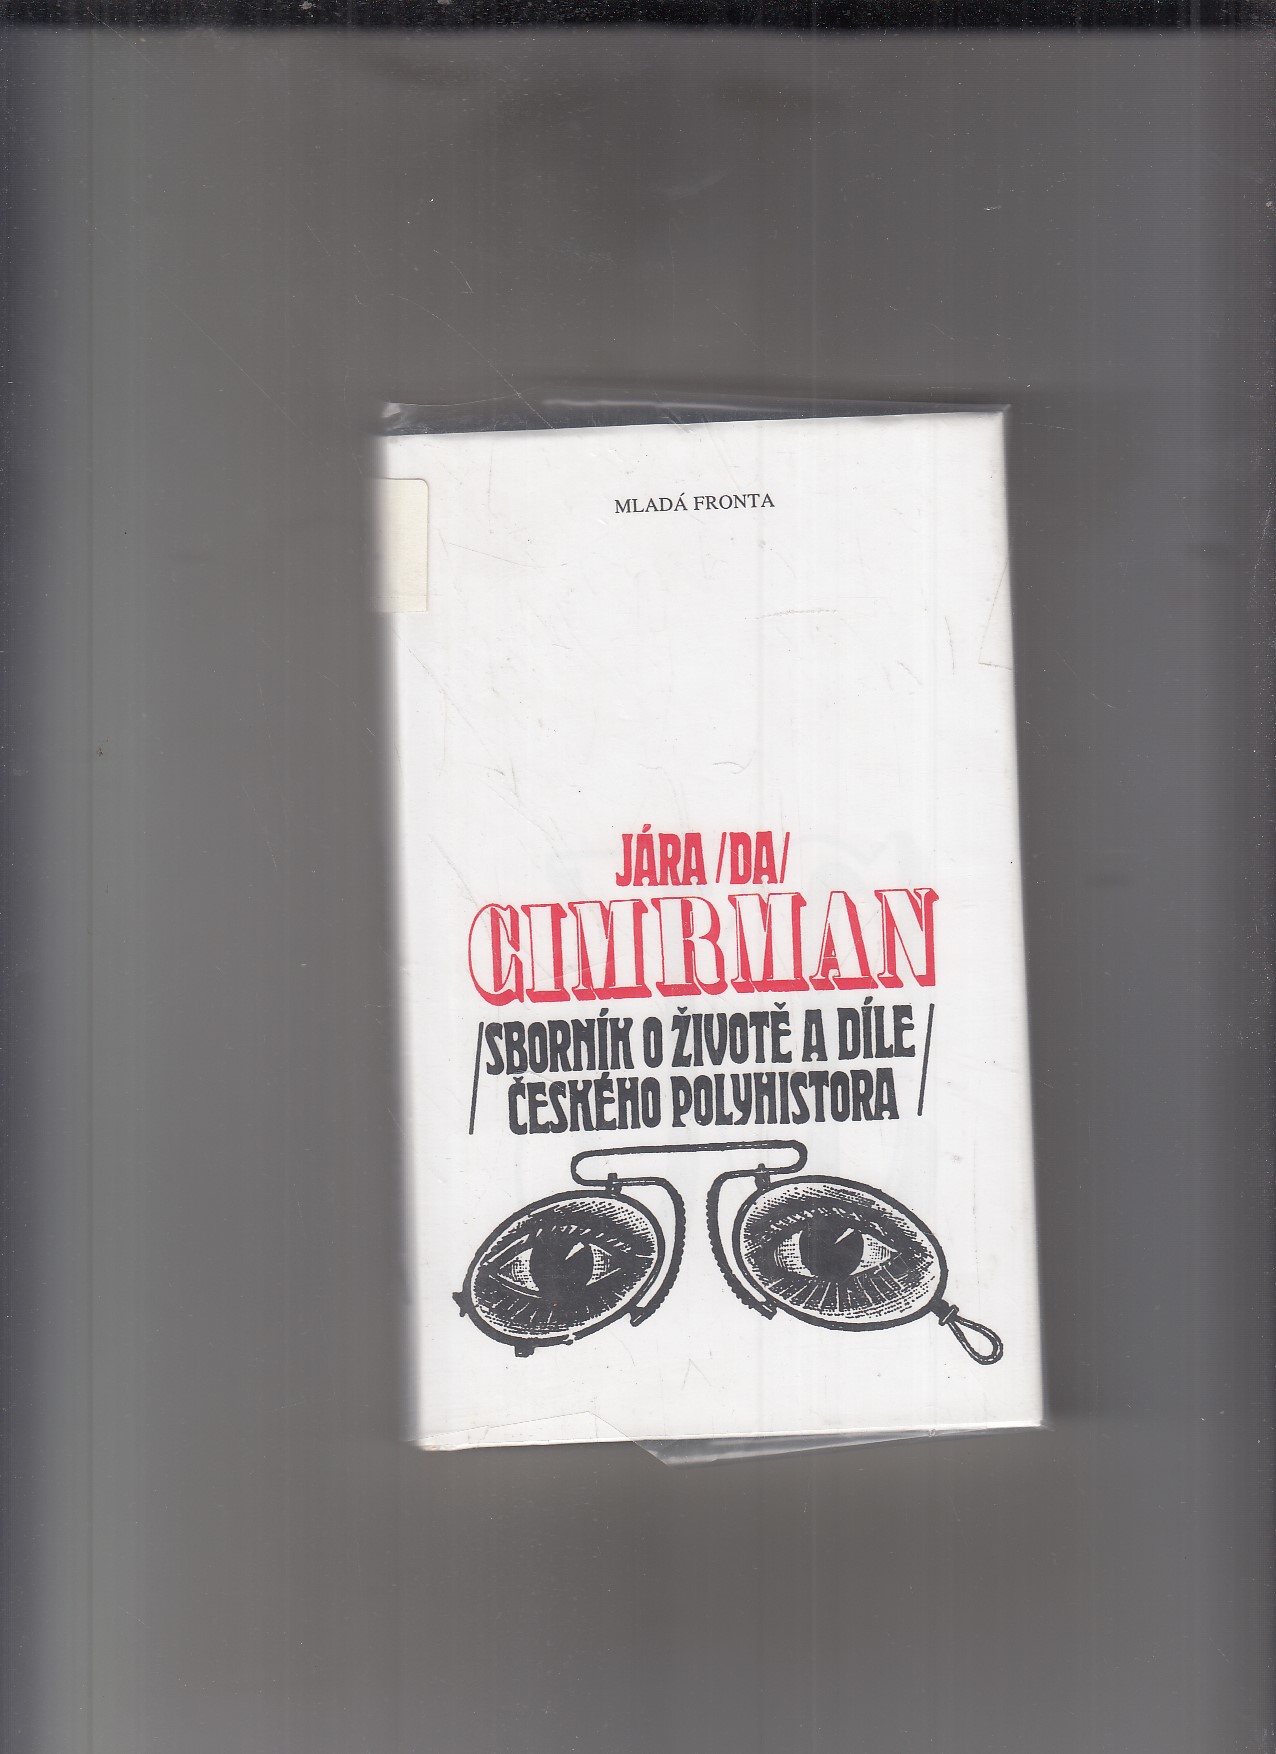 MLADÁ FRONTA
JÁRA /DA/
CIMRMAN
/SBORNÍK O ŽIVOTĚ A DÍLE
ČESKÉHO POLYHISTORA/